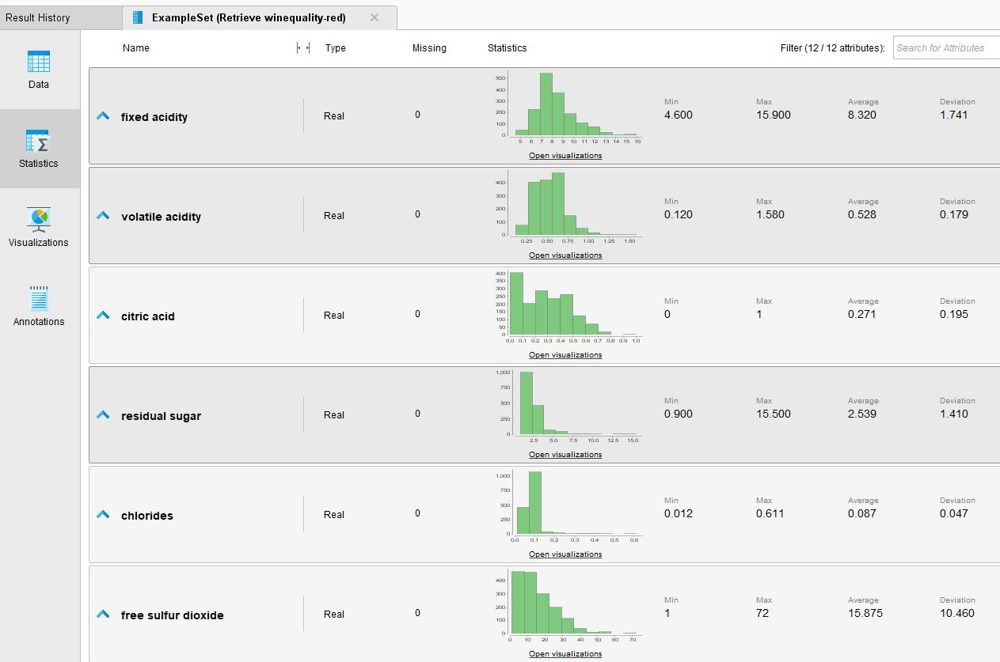 Result History
ExampleSet (Retrieve winequality-red)
Data
Statistics
Visualizations
Annotations
Name Type Missing Statistics Filter (12 / 12 attributes): Search for Attributes
fixed acidity Real 0
500
400
300
200
100
0
5 6 7 8 9 10 11 12 13 14 15 16
Open visualizations
Min Max Average Deviation
4.600 15.900 8.320 1.741
volatile acidity Real 0
400
300
200
100
0
0.25 0.50 0.75 1.00 1.25 1.50
Open visualizations
Min Max Average Deviation
0.120 1.580 0.528 0.179
citric acid Real 0
400
350
300
250
200
150
100
50
0
0.0 0.1 0.2 0.3 0.4 0.5 0.6 0.7 0.8 0.9 1.0
Open visualizations
Min Max Average Deviation
0 1 0.271 0.195
residual sugar Real 0
1,000
750
500
250
0
2.5 5.0 7.5 10.0 12.5 15.0
Open visualizations
Min Max Average Deviation
0.900 15.500 2.539 1.410
chlorides Real 0
1,000
750
500
250
0
0.0 0.1 0.2 0.3 0.4 0.5 0.6
Open visualizations
Min Max Average Deviation
0.012 0.611 0.087 0.047
free sulfur dioxide Real 0
400
300
200
100
0
0 10 20 30 40 50 60 70
Open visualizations
Min Max Average Deviation
1 72 15.875 10.460